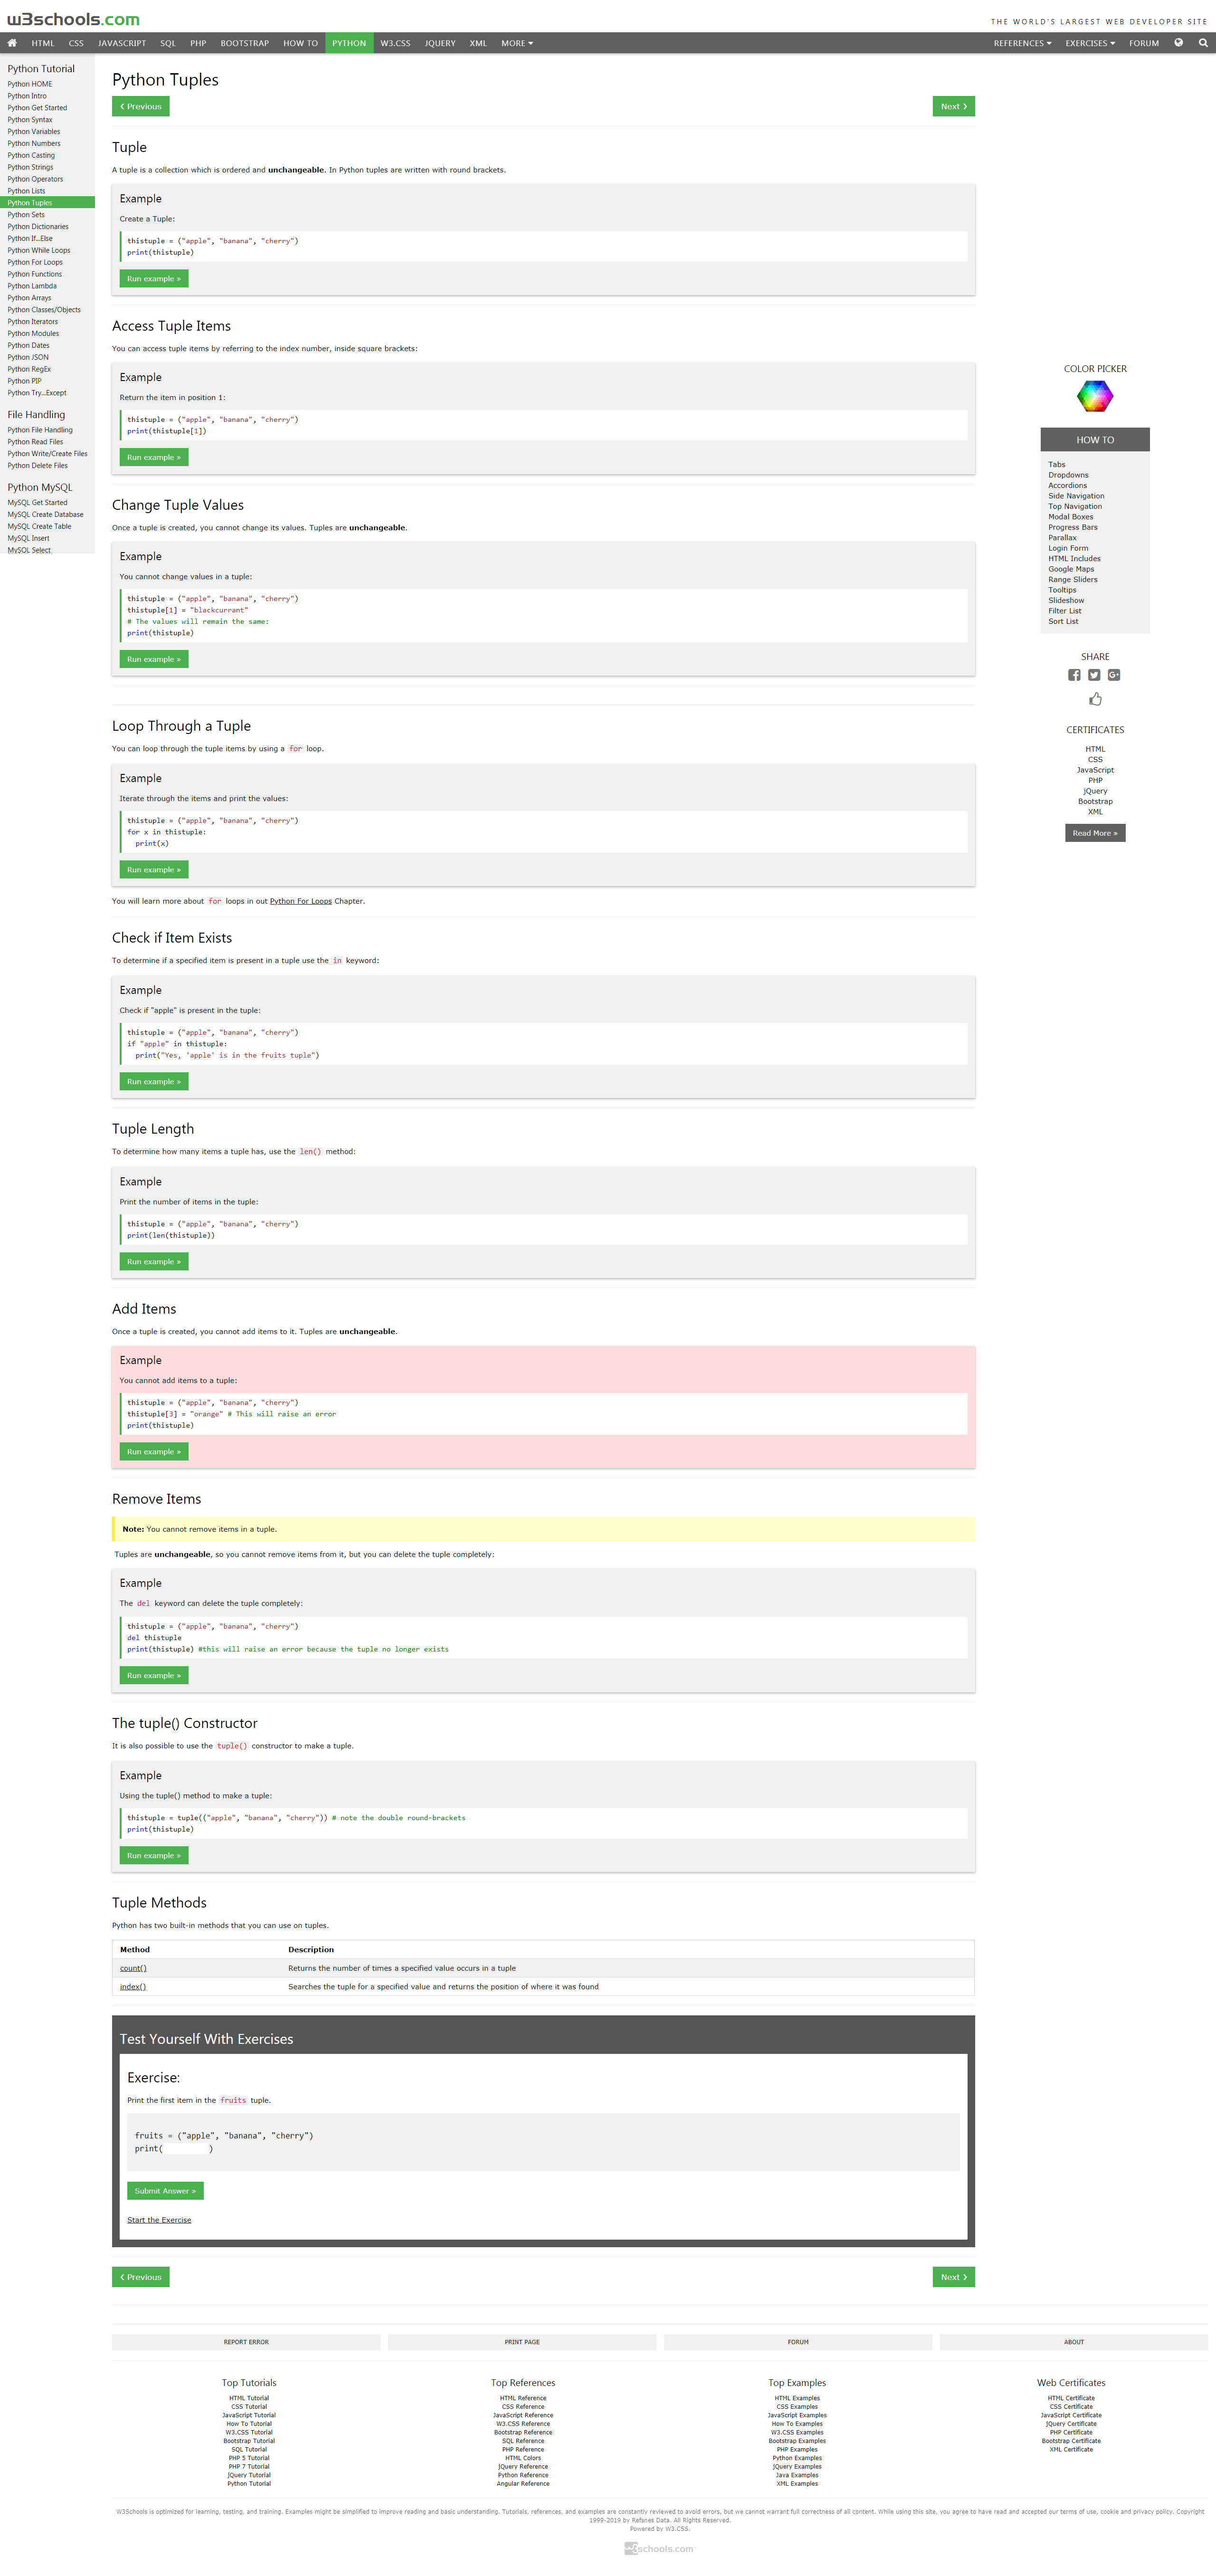 w3schools.com
THE WORLD'S LARGEST WEB DEVELOPER SITE
HTML CSS JAVASCRIPT SQL PHP BOOTSTRAP HOW TO PYTHON W3.CSS JQUERY XML MORE REFERENCES EXERCISES FORUM
Python Tutorial
Python HOME
Python Intro
Python Get Started
Python Syntax
Python Variables
Python Numbers
Python Casting
Python Strings
Python Operators
Python Lists
Python Tuples
Python Sets
Python Dictionaries
Python If...Else
Python While Loops
Python For Loops
Python Functions
Python Lambda
Python Arrays
Python Classes/Objects
Python Iterators
Python Modules
Python Dates
Python JSON
Python RegEx
Python PIP
Python Try...Except
File Handling
Python File Handling
Python Read Files
Python Write/Create Files
Python Delete Files
Python MySQL
MySQL Get Started
MySQL Create Database
MySQL Create Table
MySQL Insert
MySQL Select
Python Tuples
❮ Previous
Next ❯
Tuple
A tuple is a collection which is ordered and unchangeable. In Python tuples are written with round brackets.
Example
Create a Tuple:
thistuple = ("apple", "banana", "cherry")
print(thistuple)
Run example »
Access Tuple Items
You can access tuple items by referring to the index number, inside square brackets:
Example
Return the item in position 1:
thistuple = ("apple", "banana", "cherry")
print(thistuple[1])
Run example »
Change Tuple Values
Once a tuple is created, you cannot change its values. Tuples are unchangeable.
Example
You cannot change values in a tuple:
thistuple = ("apple", "banana", "cherry")
thistuple[1] = "blackcurrant"
# The values will remain the same:
print(thistuple)
Run example »
Loop Through a Tuple
You can loop through the tuple items by using a for loop.
Example
Iterate through the items and print the values:
thistuple = ("apple", "banana", "cherry")
for x in thistuple:
print(x)
Run example »
You will learn more about for loops in out Python For Loops Chapter.
Check if Item Exists
To determine if a specified item is present in a tuple use the in keyword:
Example
Check if "apple" is present in the tuple:
thistuple = ("apple", "banana", "cherry")
if "apple" in thistuple:
print("Yes, 'apple' is in the fruits tuple")
Run example »
Tuple Length
To determine how many items a tuple has, use the len() method:
Example
Print the number of items in the tuple:
thistuple = ("apple", "banana", "cherry")
print(len(thistuple))
Run example »
Add Items
Once a tuple is created, you cannot add items to it. Tuples are unchangeable.
Example
You cannot add items to a tuple:
thistuple = ("apple", "banana", "cherry")
thistuple[3] = "orange" # This will raise an error
print(thistuple)
Run example »
Remove Items
Note: You cannot remove items in a tuple.
Tuples are unchangeable, so you cannot remove items from it, but you can delete the tuple completely:
Example
The del keyword can delete the tuple completely:
thistuple = ("apple", "banana", "cherry")
del thistuple
print(thistuple) #this will raise an error because the tuple no longer exists
Run example »
The tuple() Constructor
It is also possible to use the tuple() constructor to make a tuple.
Example
Using the tuple() method to make a tuple:
thistuple = tuple(("apple", "banana", "cherry")) # note the double round-brackets
print(thistuple)
Run example »
Tuple Methods
Python has two built-in methods that you can use on tuples.
Method Description
count() Returns the number of times a specified value occurs in a tuple
index() Searches the tuple for a specified value and returns the position of where it was found
Test Yourself With Exercises
Exercise:
Print the first item in the fruits tuple.
fruits = ("apple", "banana", "cherry")
print( )
Submit Answer »
Start the Exercise
❮ Previous
Next ❯
COLOR PICKER
HOW TO
Tabs
Dropdowns
Accordions
Side Navigation
Top Navigation
Modal Boxes
Progress Bars
Parallax
Login Form
HTML Includes
Google Maps
Range Sliders
Tooltips
Slideshow
Filter List
Sort List
SHARE
CERTIFICATES
HTML
CSS
JavaScript
PHP
jQuery
Bootstrap
XML
Read More »
REPORT ERROR PRINT PAGE FORUM ABOUT
Top Tutorials
HTML Tutorial
CSS Tutorial
JavaScript Tutorial
How To Tutorial
W3.CSS Tutorial
Bootstrap Tutorial
SQL Tutorial
PHP 5 Tutorial
PHP 7 Tutorial
jQuery Tutorial
Python Tutorial
Top References
HTML Reference
CSS Reference
JavaScript Reference
W3.CSS Reference
Bootstrap Reference
SQL Reference
PHP Reference
HTML Colors
jQuery Reference
Python Reference
Angular Reference
Top Examples
HTML Examples
CSS Examples
JavaScript Examples
How To Examples
W3.CSS Examples
Bootstrap Examples
PHP Examples
Python Examples
jQuery Examples
Java Examples
XML Examples
Web Certificates
HTML Certificate
CSS Certificate
JavaScript Certificate
jQuery Certificate
PHP Certificate
Bootstrap Certificate
XML Certificate
W3Schools is optimized for learning, testing, and training. Examples might be simplified to improve reading and basic understanding. Tutorials, references, and examples are constantly reviewed to avoid errors, but we cannot warrant full correctness of all content. While using this site, you agree to have read and accepted our terms of use, cookie and privacy policy. Copyright
1999-2019 by Refsnes Data. All Rights Reserved.
Powered by W3.CSS.
w3schools.com